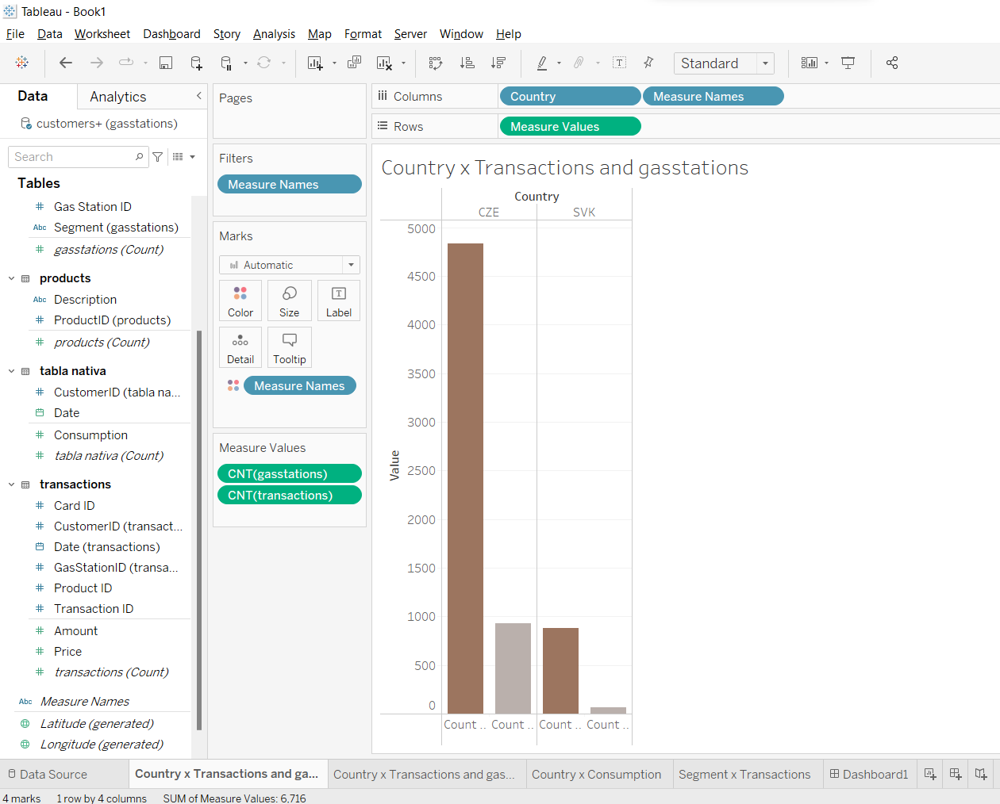 Tableau - Book1
File Data Worksheet Dashboard Story Analysis Map Format Server Window Help
Standard
Data Analytics
customers+ (gasstations)
Search
Tables
Gas Station ID
Abc Segment (gasstations)
gasstations (Count)
products
Abc Description
ProductID (products)
products (Count)
tabla nativa
CustomerID (tabla na...
Date
Consumption
tabla nativa (Count)
transactions
Card ID
CustomerID (transact...
Date (transactions)
GasStationID (transa...
Product ID
Transaction ID
Amount
Price
transactions (Count)
Abc Measure Names
Latitude (generated)
Longitude (generated)
Pages
Filters
Measure Names
Marks
Automatic
Color Size Label
Detail Tooltip
Measure Names
Measure Values
CNT(gasstations)
CNT(transactions)
Columns Country Measure Names
Rows Measure Values
Country x Transactions and gasstations
Country
CZE SVK
5000
4500
4000
3500
3000
2500
2000
1500
1000
500
0
Value
Count .. Count .. Count .. Count ..
Data Source Country x Transactions and ga... Country x Transactions and gas... Country x Consumption Segment x Transactions Dashboard1
4 marks 1 row by 4 columns SUM of Measure Values: 6,716